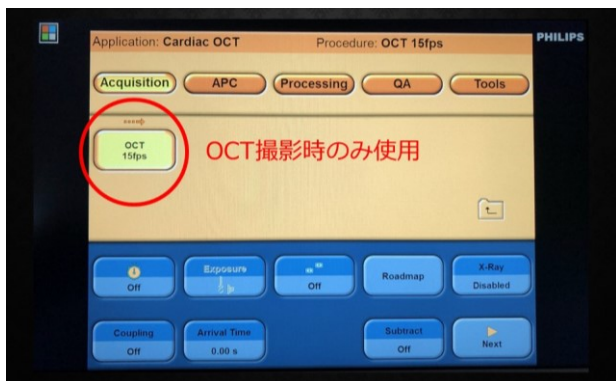 Application: Cardiac OCT Procedure: OCT 15fps PHILIPS
Acquisition APC Processing QA Tools
OCT
15fps
OCT撮影時のみ使用
Off
Exposure
Off
Roadmap
X-Ray
Disabled
Coupling
Off
Arrival Time
0.00 s
Subtract
Off
Next